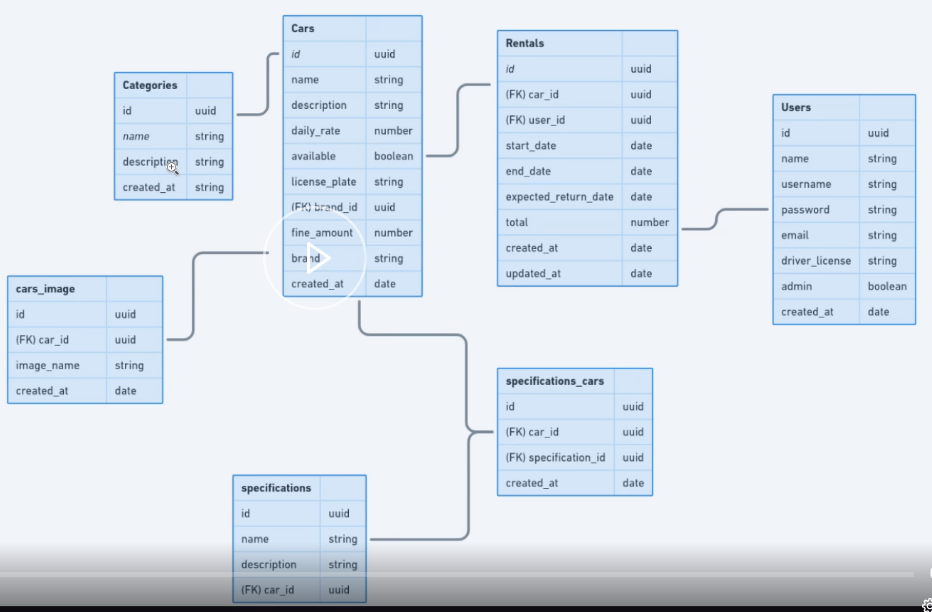 Categories
id uuid
name string
description string
created_at string
Cars
id uuid
name string
description string
daily_rate number
available boolean
license_plate string
(FK) brand_id uuid
fine_amount number
brand string
created_at date
Rentals
id uuid
(FK) car_id uuid
(FK) user_id uuid
start_date date
end_date date
expected_return_date date
total number
created_at date
updated_at date
Users
id uuid
name string
username string
password string
email string
driver_license string
admin boolean
created_at date
cars_image
id uuid
(FK) car_id uuid
image_name string
created_at date
specifications_cars
id uuid
(FK) car_id uuid
(FK) specification_id uuid
created_at date
specifications
id uuid
name string
description string
(FK) car_id uuid